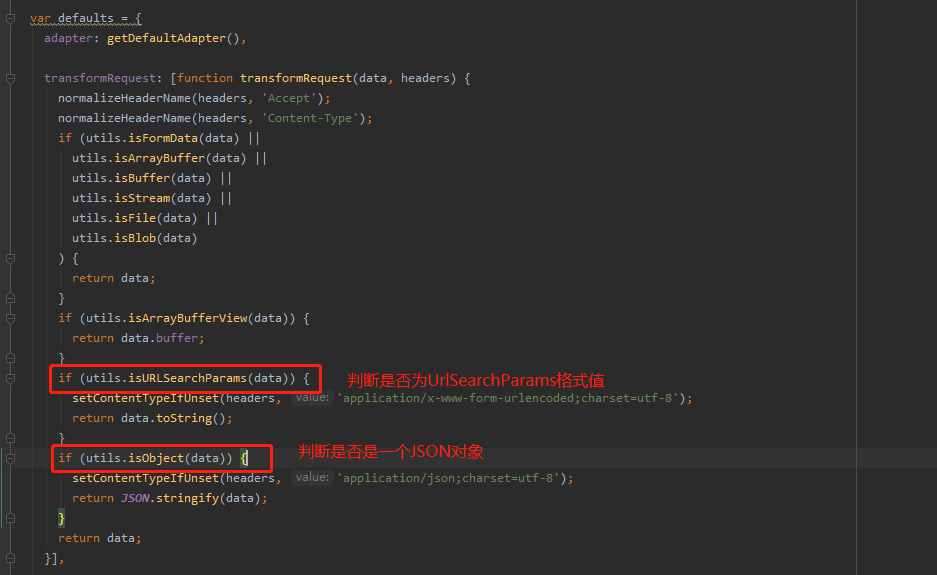 var defaults = {
adapter: getDefaultAdapter(),
transformRequest: [function transformRequest(data, headers) {
normalizeHeaderName(headers, 'Accept');
normalizeHeaderName(headers, 'Content-Type');
if (utils.isFormData(data) ||
utils.isArrayBuffer(data) ||
utils.isBuffer(data) ||
utils.isStream(data) ||
utils.isFile(data) ||
utils.isBlob(data)
) {
return data;
}
if (utils.isArrayBufferView(data)) {
return data.buffer;
}
if (utils.isURLSearchParams(data)) { 判断是否为UrlSearchParams格式值
setContentTypeIfUnset(headers, value: 'application/x-www-form-urlencoded;charset=utf-8');
return data.toString();
}
if (utils.isObject(data)) { 判断是否是一个JSON对象
setContentTypeIfUnset(headers, value: 'application/json;charset=utf-8');
return JSON.stringify(data);
}
return data;
}],